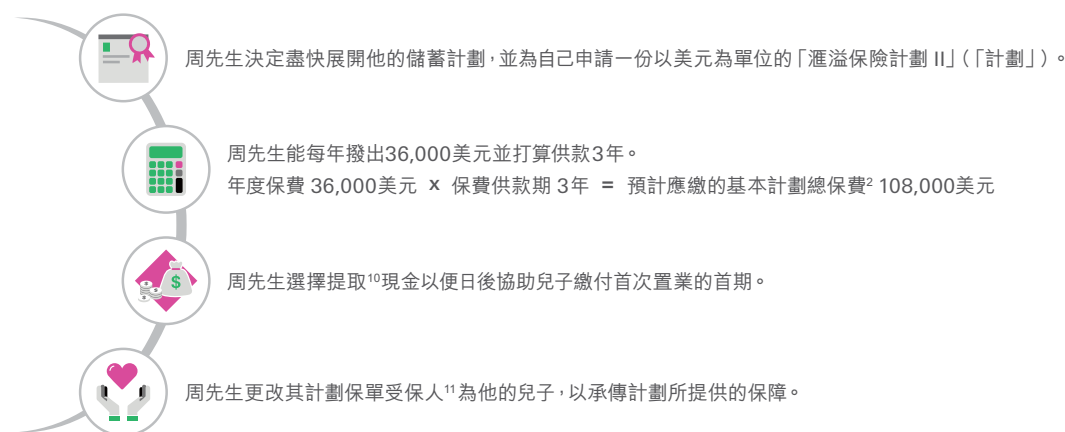 周先生決定盡快展開他的儲蓄計劃，並為自己申請一份以美元為單位的「滙溢保險計劃 II」（「計劃」）。
周先生能每年撥出36,000美元並打算供款3年。
年度保費 36,000美元 x 保費供款期 3年 = 預計應繳的基本計劃總保費² 108,000美元
$
周先生選擇提取¹⁰現金以便日後協助兒子繳付首次置業的首期。
周先生更改其計劃保單受保人¹¹為他的兒子，以承傳計劃所提供的保障。